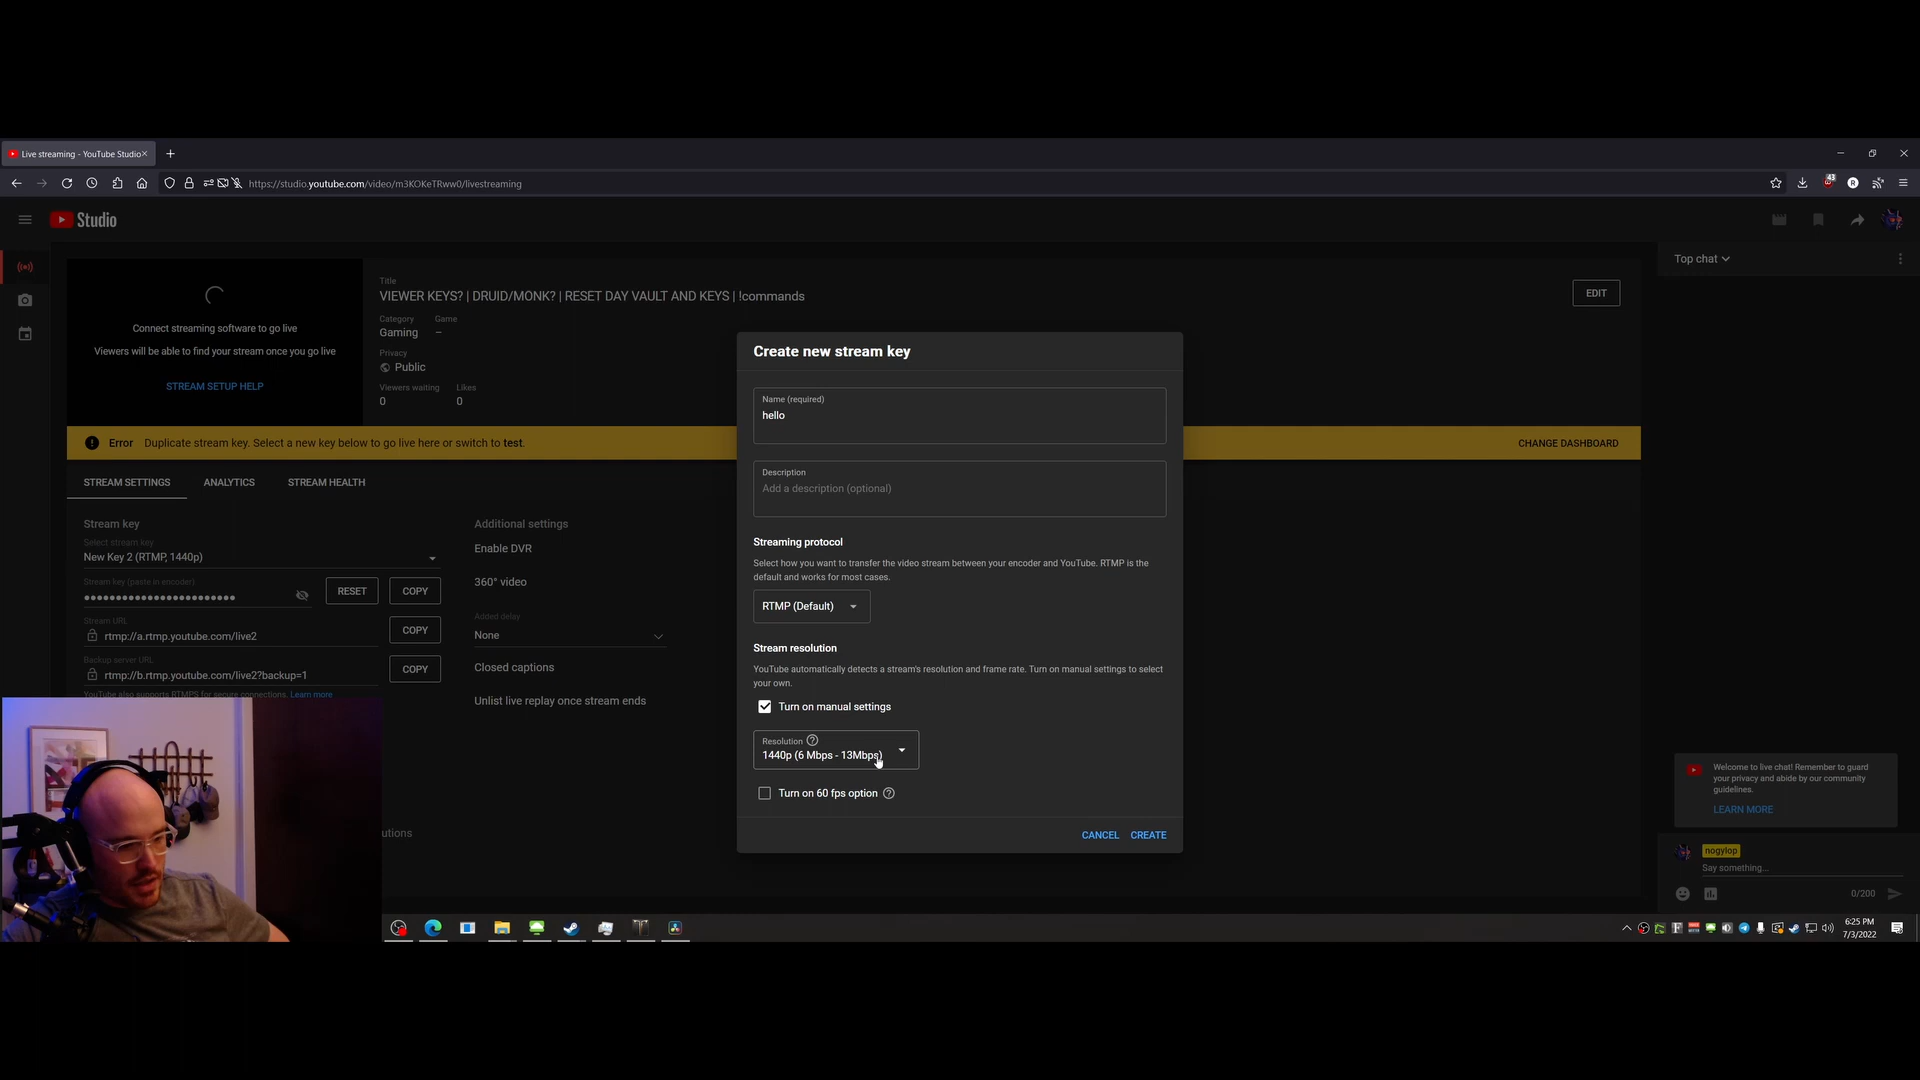 Live streaming - YouTube Studio
https://studio.youtube.com/video/m3KOKeTRww0/livestreaming
43
R
Studio
Top chat
Connect streaming software to go live
Viewers will be able to find your stream once you go live
STREAM SETUP HELP
Title
VIEWER KEYS? | DRUID/MONK? | RESET DAY VAULT AND KEYS | !commands
EDIT
Category
Game
Gaming
–
Privacy
Public
Viewers waiting
Likes
0
0
Error
Duplicate stream key. Select a new key below to go live here or switch to test.
CHANGE DASHBOARD
STREAM SETTINGS
ANALYTICS
STREAM HEALTH
Stream key
Select stream key
New Key 2 (RTMP, 1440p)
Stream key (paste in encoder)
RESET
COPY
Stream URL
rtmp://a.rtmp.youtube.com/live2
COPY
Backup server URL
rtmp://b.rtmp.youtube.com/live2?backup=1
COPY
YouTube also supports RTMPS for secure connections. Learn more
Additional settings
Enable DVR
360° video
Added delay
None
Closed captions
Unlist live replay once stream ends
utions
Create new stream key
Name (required)
hello
Description
Add a description (optional)
Streaming protocol
Select how you want to transfer the video stream between your encoder and YouTube. RTMP is the
default and works for most cases.
RTMP (Default)
Stream resolution
YouTube automatically detects a stream's resolution and frame rate. Turn on manual settings to select
your own.
Turn on manual settings
Resolution
1440p (6 Mbps - 13Mbps)
Turn on 60 fps option
CANCEL
CREATE
Welcome to live chat! Remember to guard
your privacy and abide by our community
guidelines.
LEARN MORE
nogylop
Say something...
0/200
6:25 PM
7/3/2022